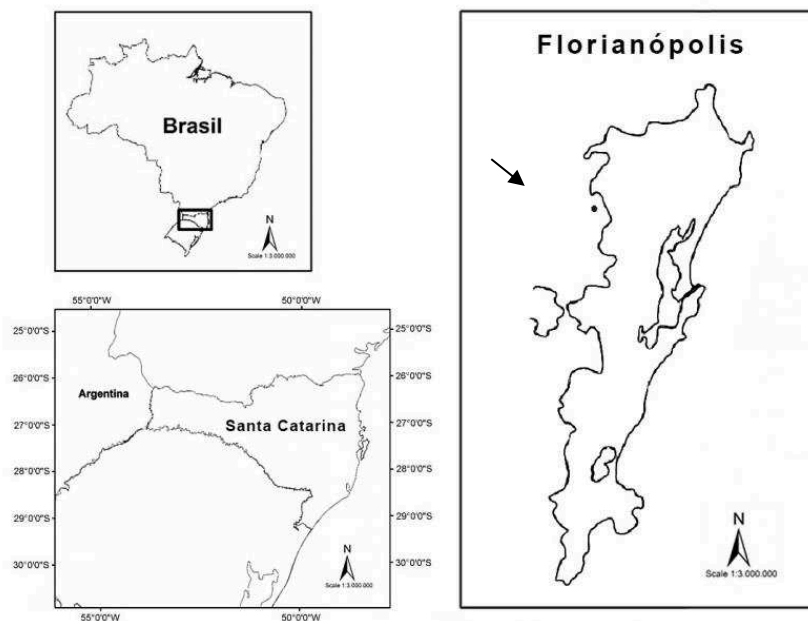 Brasil
N
Scale 1:3.000.000
Florianópolis
N
Scale 1:3 000.000
55°0'0"W
50°0'0"W
25°0'0"S
26°0'0"S
27°0'0"S
28°0'0"S
29°0'0"S
30°0'0"S
25°0'0"S
26°0'0"S
27°0'0"S
28°0'0"S
29°0'0"S
30°0'0"S
Argentina
Santa Catarina
N
Scale 1:3 000.000
55°0'0"W
50°0'0"W